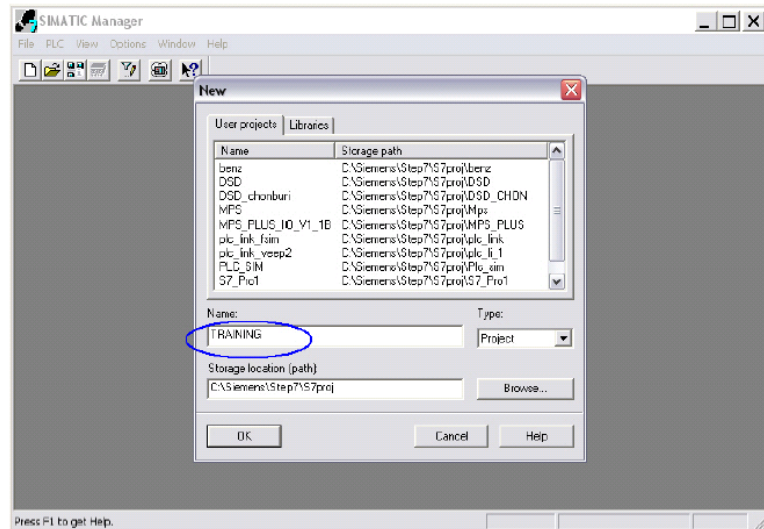 SIMATIC Manager
File PLC View Options Window Help
New
User projects Libraries
Name Storage path
benz C:\Siemens\Step7\S7proj\benz
DSD C:\Siemens\Step7\S7proj\DSD
DSD_chonburi C:\Siemens\Step7\S7proj\DSD_CHON
MPS C:\Siemens\Step7\S7proj\Mps
MPS_PLUS_IO_V1_1B C:\Siemens\Step7\S7proj\MPS_PLUS
plc_link_fsim C:\Siemens\Step7\S7proj\plc_link
plc_link_veep2 C:\Siemens\Step7\S7proj\plc_li_1
PLC_SIM C:\Siemens\Step7\S7proj\Plc_sim
S7_Pro1 C:\Siemens\Step7\S7proj\S7_Pro1
Name: Type:
TRAINING Project
Storage location (path)
C:\Siemens\Step7\S7proj Browse...
OK Cancel Help
Press F1 to get Help.